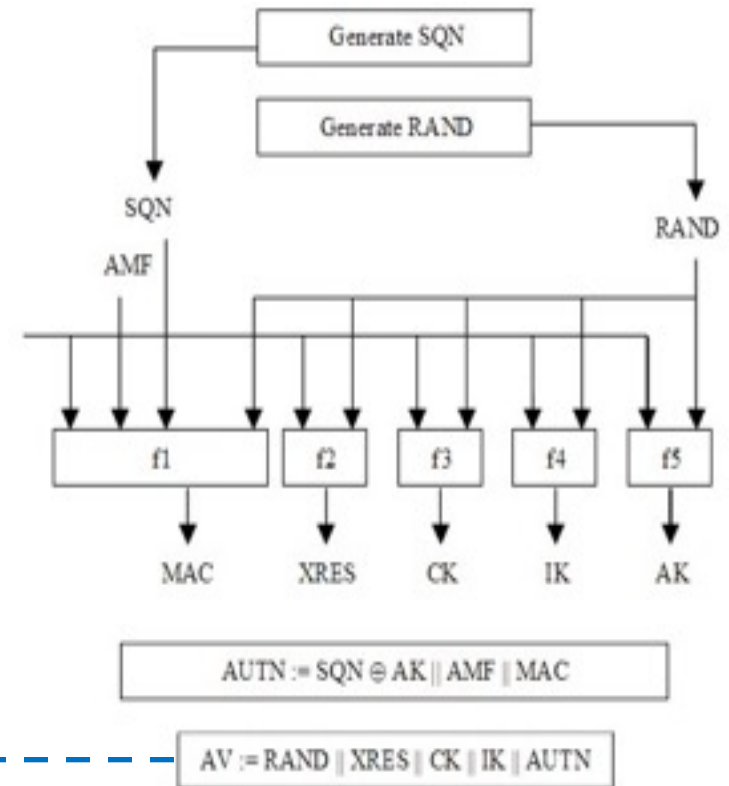 Generate SQN
Generate RAND
SQN
RAND
AMF
f1 f2 f3 f4 f5
MAC XRES CK IK AK
AUTN := SQN ⊕ AK || AMF || MAC
AV := RAND || XRES || CK || IK || AUTN